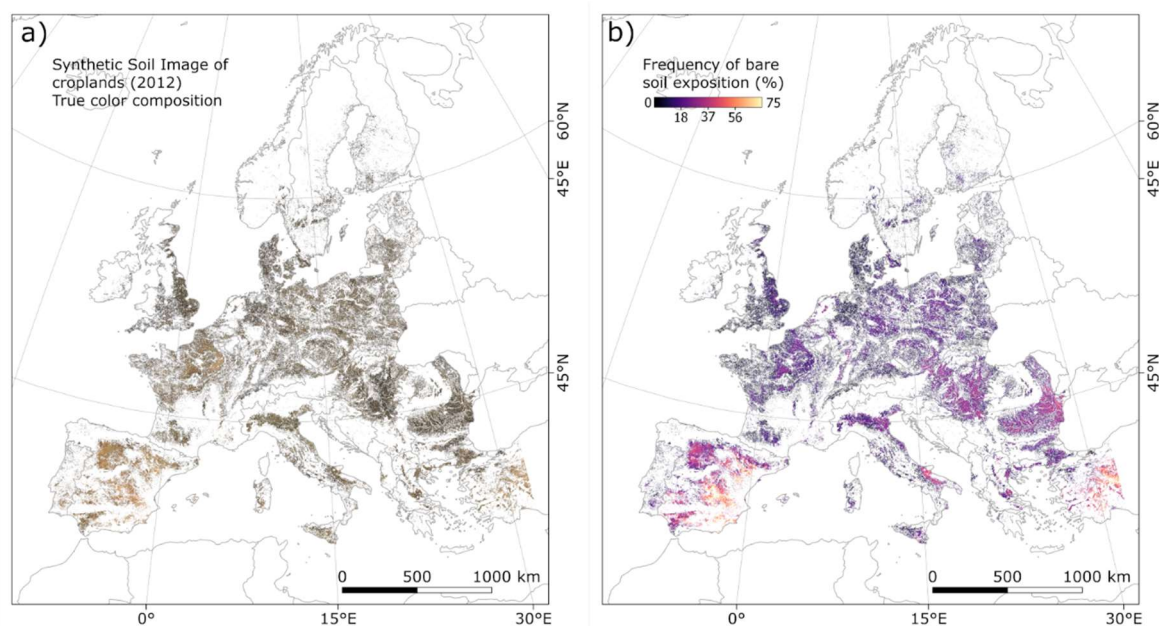 a)
Synthetic Soil Image of
croplands (2012)
True color composition
60°N
45°E
45°N
0 500 1000 km
0° 15°E 30°E
b)
Frequency of bare
soil exposition (%)
0 75
18 37 56
60°N
45°E
45°N
0 500 1000 km
0° 15°E 30°E